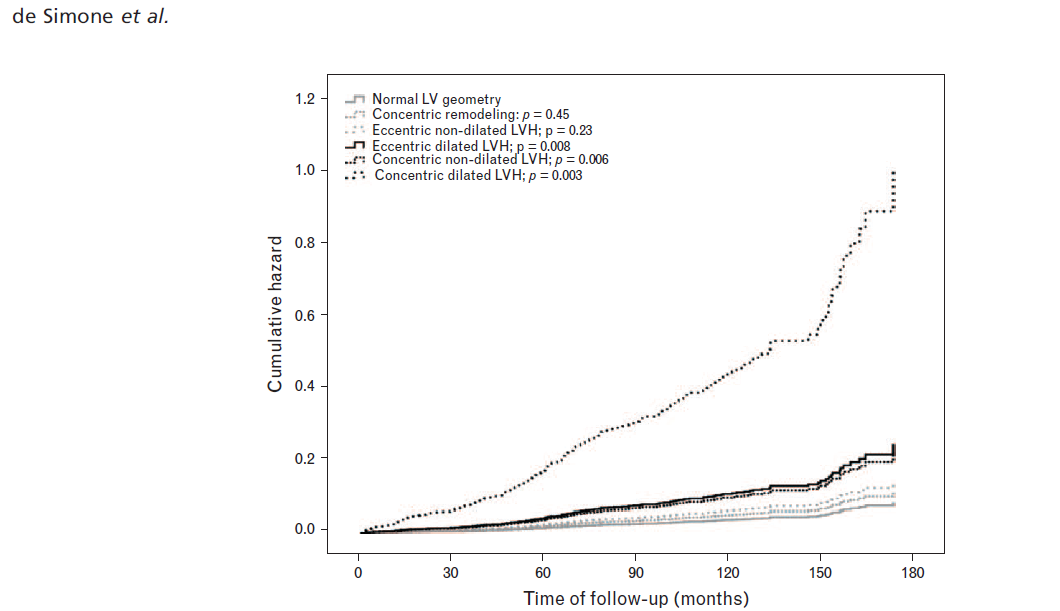 de Simone et al.
Normal LV geometry
Concentric remodeling: p = 0.45
Eccentric non-dilated LVH; p = 0.23
Eccentric dilated LVH; p = 0.008
Concentric non-dilated LVH; p = 0.006
Concentric dilated LVH; p = 0.003
Cumulative hazard
1.2
1.0
0.8
0.6
0.4
0.2
0.0
0 30 60 90 120 150 180
Time of follow-up (months)